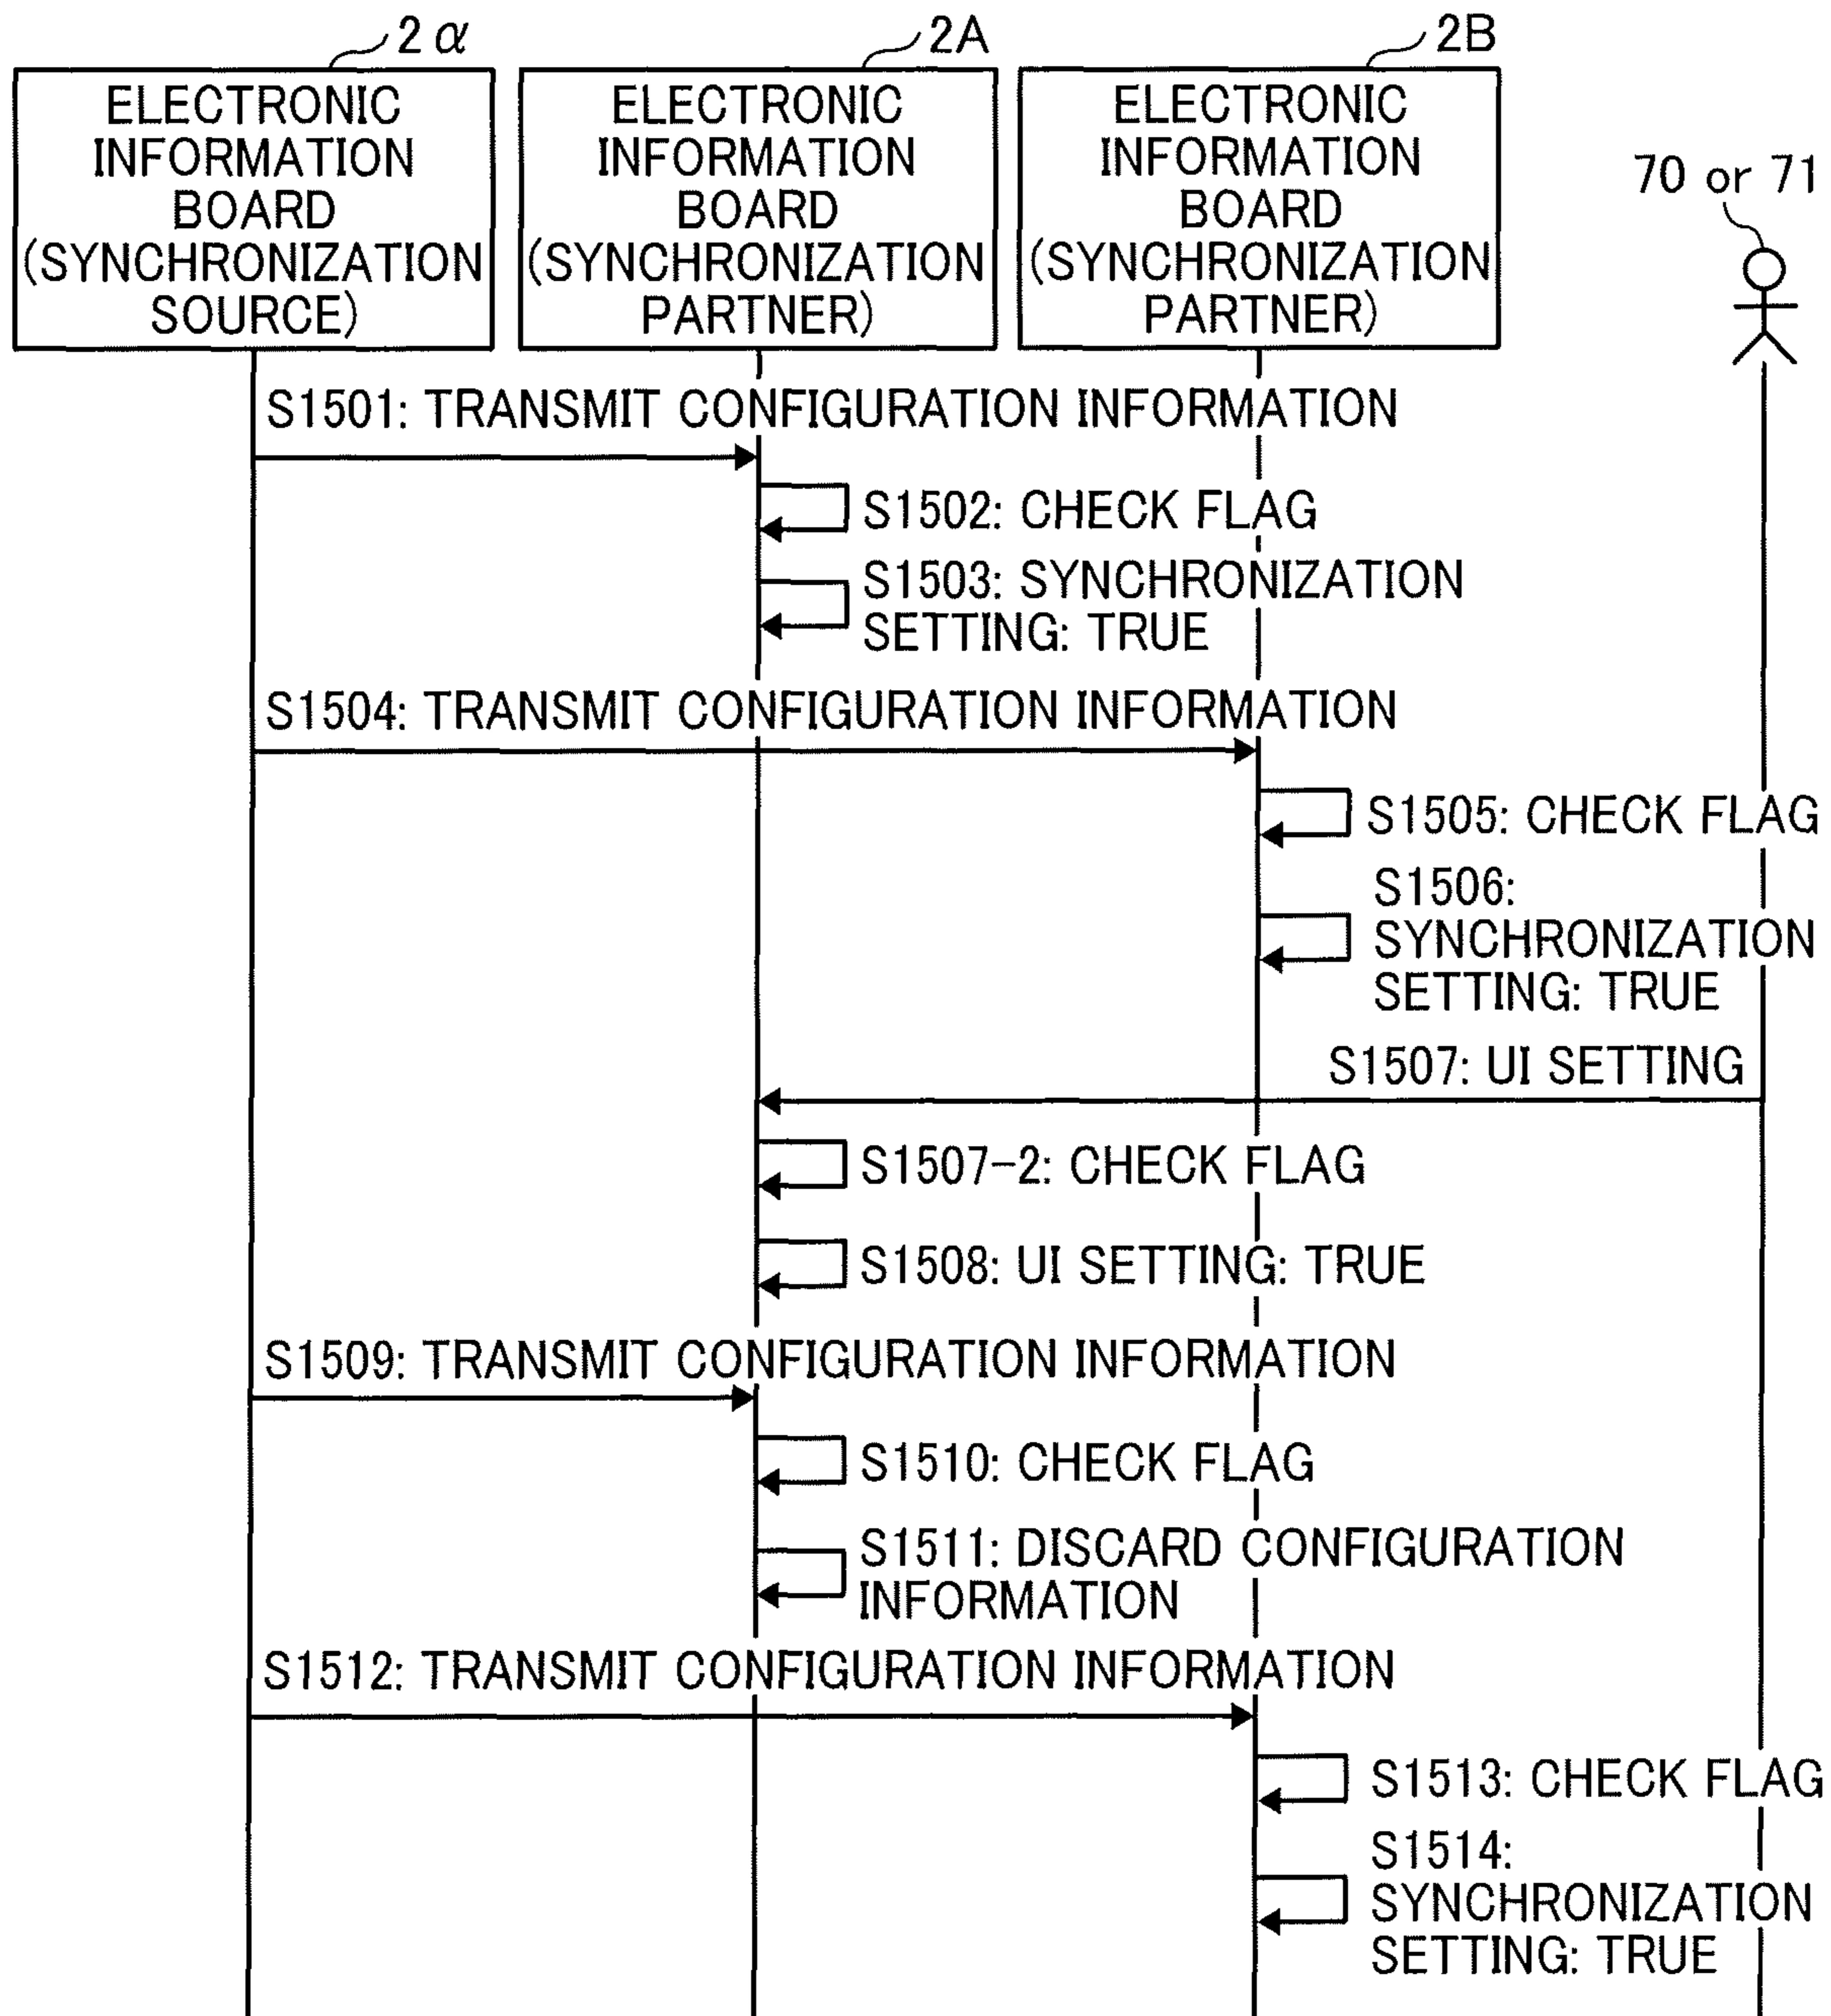 2α
2A
2B
ELECTRONIC
INFORMATION
BOARD
(SYNCHRONIZATION
SOURCE)
ELECTRONIC
INFORMATION
BOARD
(SYNCHRONIZATION
PARTNER)
ELECTRONIC
INFORMATION
BOARD
(SYNCHRONIZATION
PARTNER)
70 or 71
S1501: TRANSMIT CONFIGURATION INFORMATION
S1502: CHECK FLAG
S1503: SYNCHRONIZATION
SETTING: TRUE
S1504: TRANSMIT CONFIGURATION INFORMATION
S1505: CHECK FLAG
S1506:
SYNCHRONIZATION
SETTING: TRUE
S1507: UI SETTING
S1507-2: CHECK FLAG
S1508: UI SETTING: TRUE
S1509: TRANSMIT CONFIGURATION INFORMATION
S1510: CHECK FLAG
S1511: DISCARD CONFIGURATION
INFORMATION
S1512: TRANSMIT CONFIGURATION INFORMATION
S1513: CHECK FLAG
S1514:
SYNCHRONIZATION
SETTING: TRUE